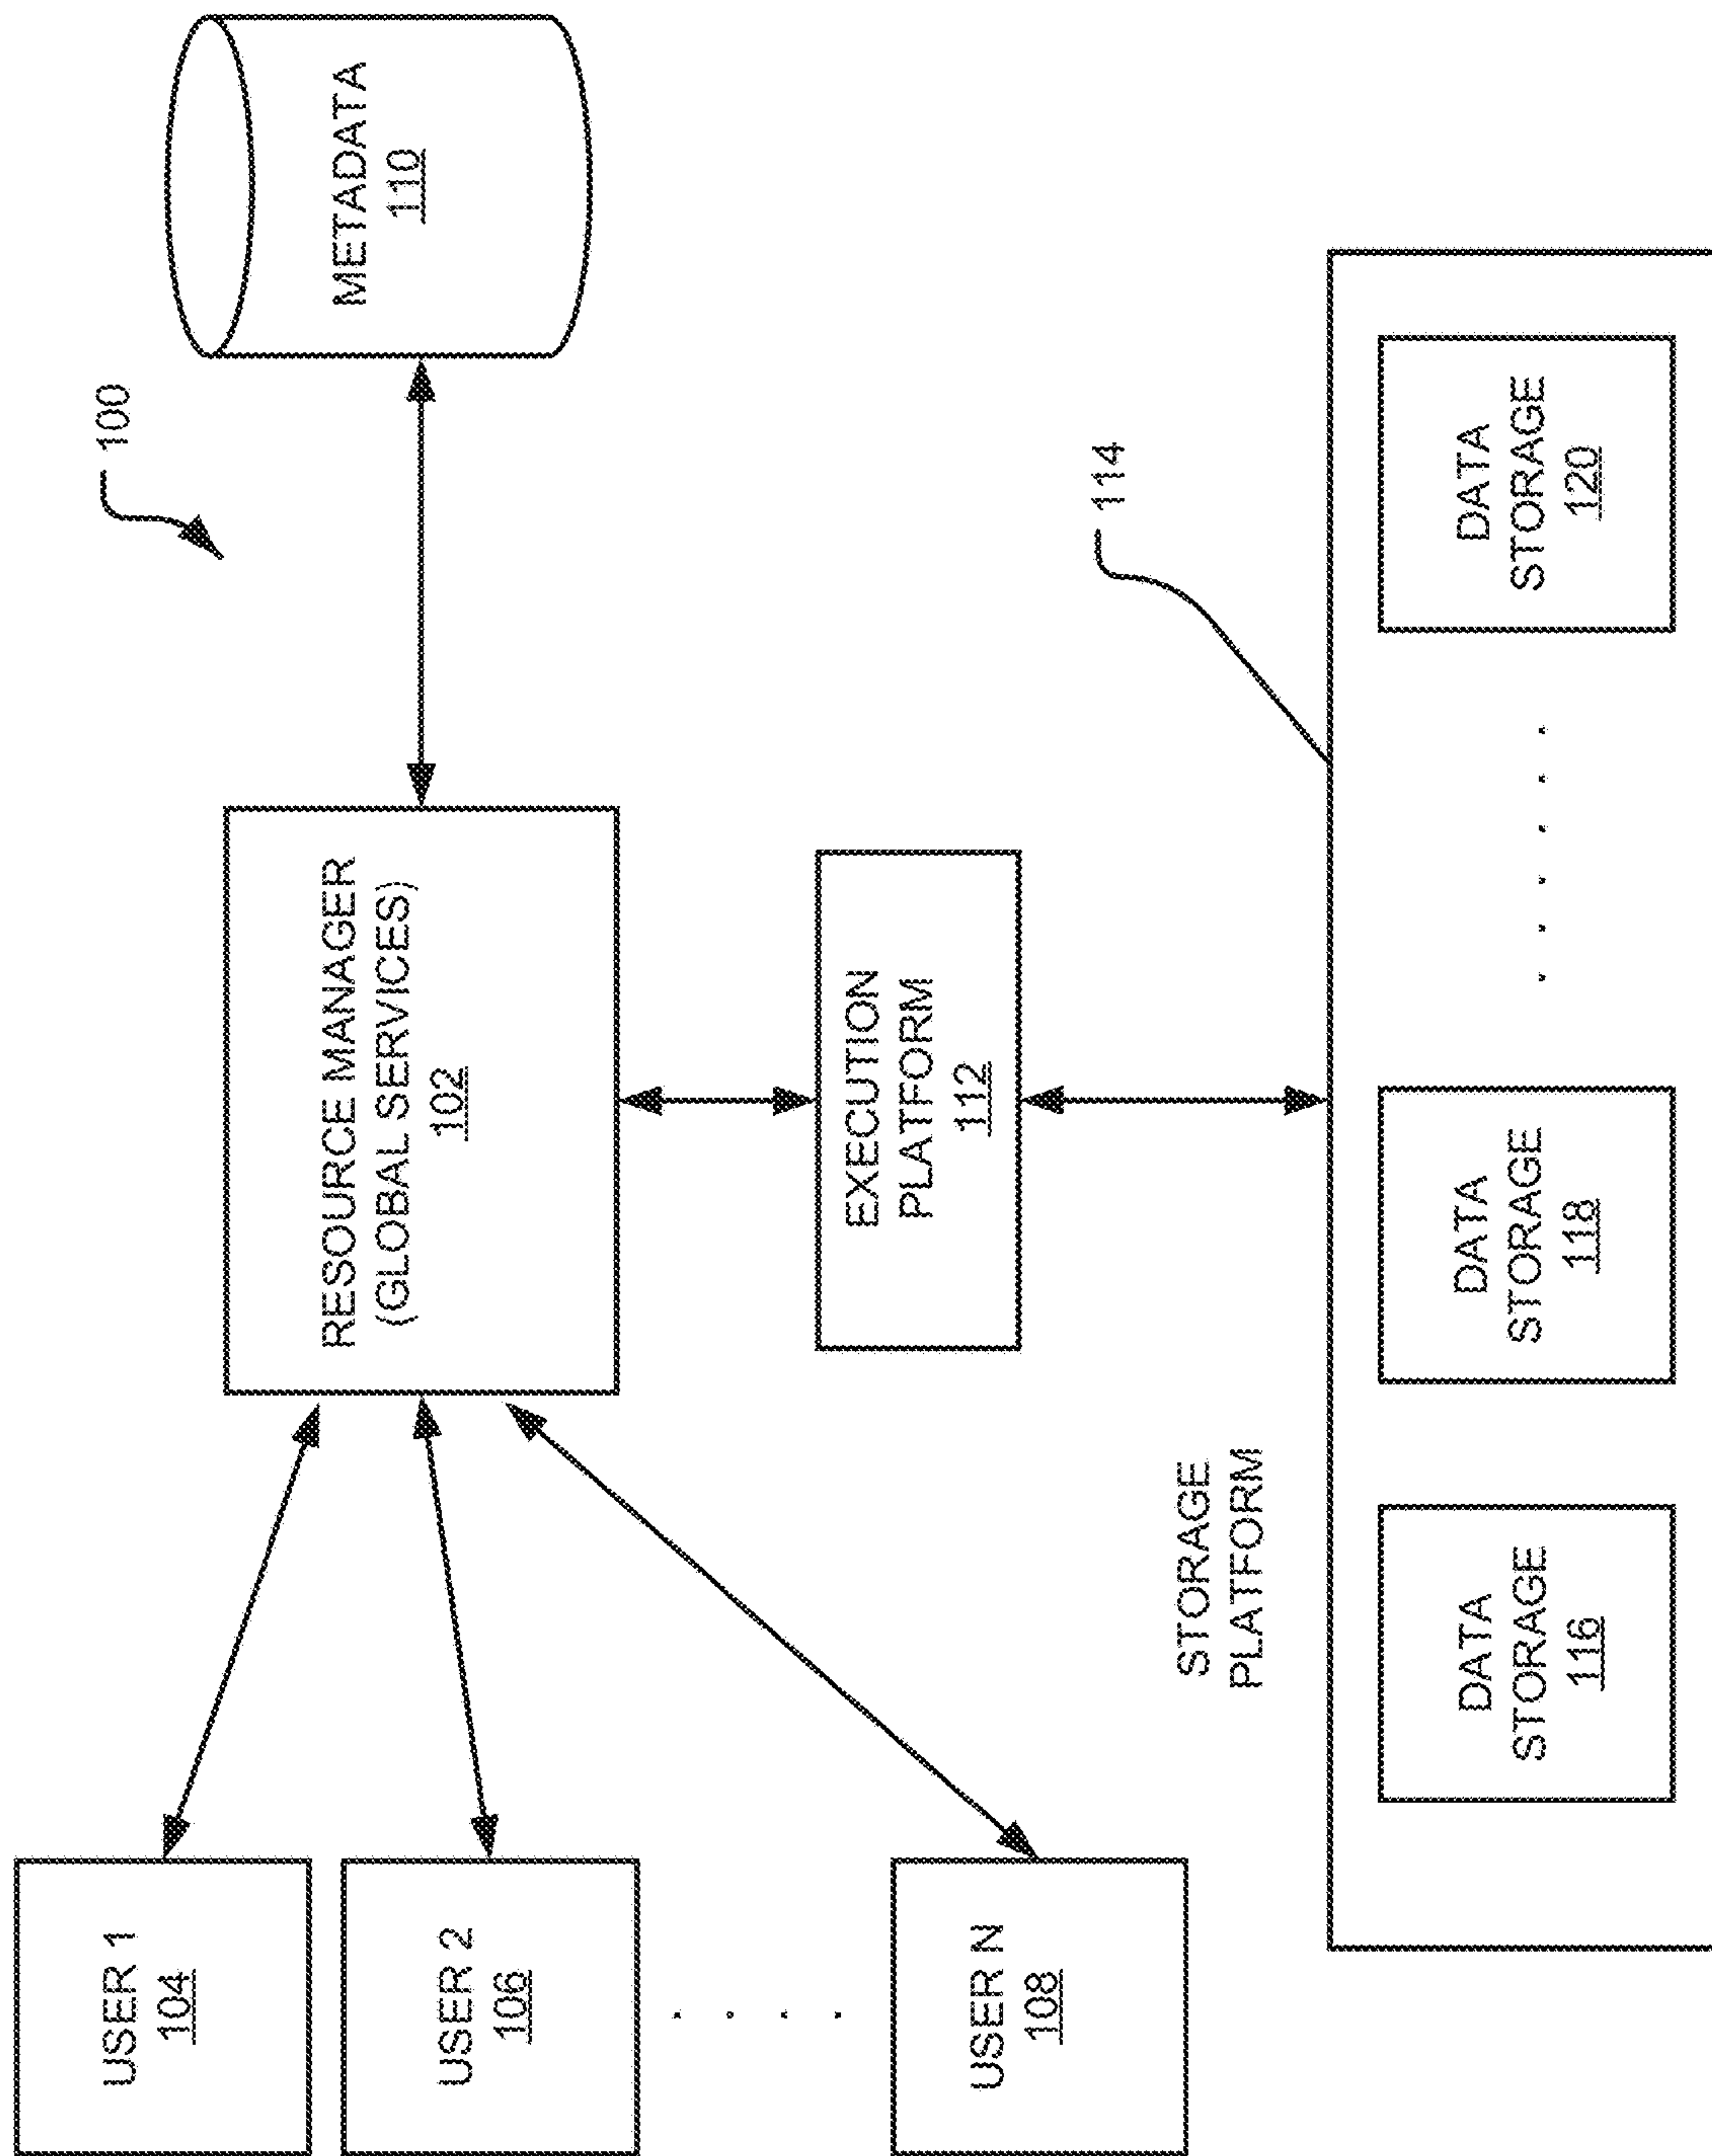 100
USER 1
104
USER 2
106
USER N
108
RESOURCE MANAGER
(GLOBAL SERVICES)
102
METADATA
110
EXECUTION
PLATFORM
112
STORAGE
PLATFORM
114
DATA
STORAGE
116
DATA
STORAGE
118
DATA
STORAGE
120